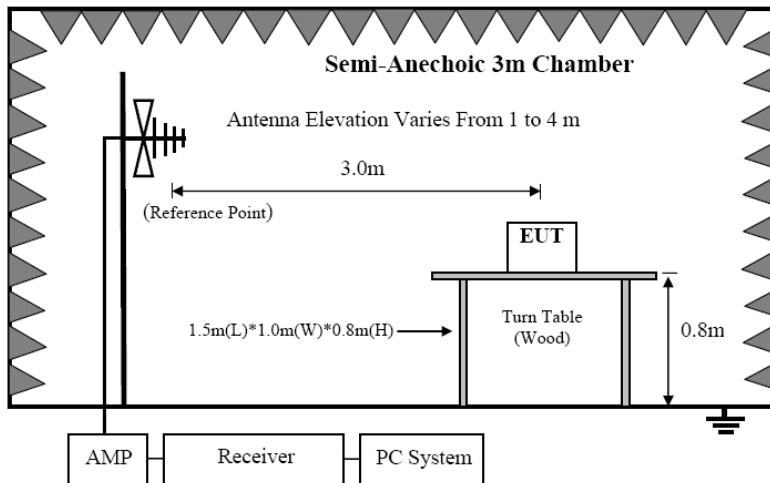 Semi-Anechoic 3m Chamber
Antenna Elevation Varies From 1 to 4 m
3.0m
(Reference Point)
EUT
1.5m(L)*1.0m(W)*0.8m(H)
Turn Table
(Wood)
0.8m
AMP
Receiver
PC System